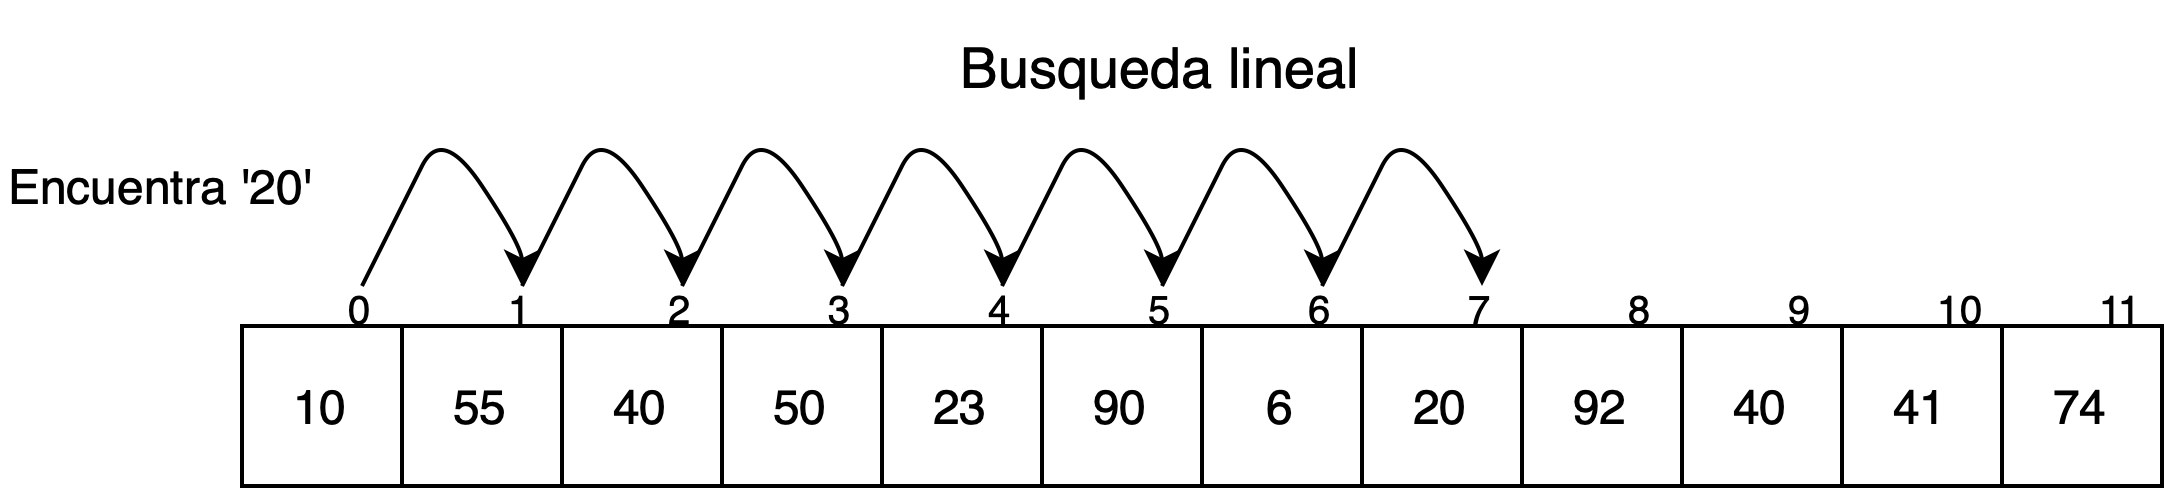 Busqueda lineal
Encuentra '20'
0 1 2 3 4 5 6 7 8 9 10 11
10 55 40 50 23 90 6 20 92 40 41 74